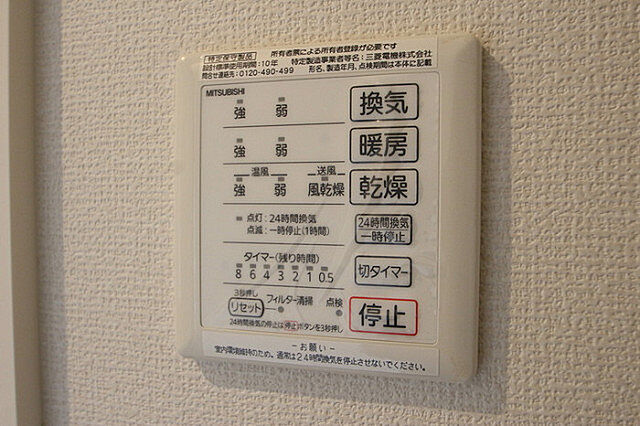 特定保守製品 所有者票による所有者登録が必要です
設計標準使用期間:10年 特定製造事業者等名:三菱電機株式会社
問合せ連絡先:0120-490-499 形名、製造年月、点検期間は本体に記載
MITSUBISHI
強 弱 換気
強 弱 暖房
温風 送風
強 弱 風乾燥 乾燥
点灯:24時間換気
点滅:一時停止(1時間)
24時間換気
一時停止
タイマー(残り時間)
8 6 4 3 2 1 0.5
切タイマー
3秒押し
リセット フィルター清掃 点検
停止
24時間換気の停止は停止ボタンを3秒押し
-お願い-
室内環境維持のため、通常は24時間換気を停止させないでください。